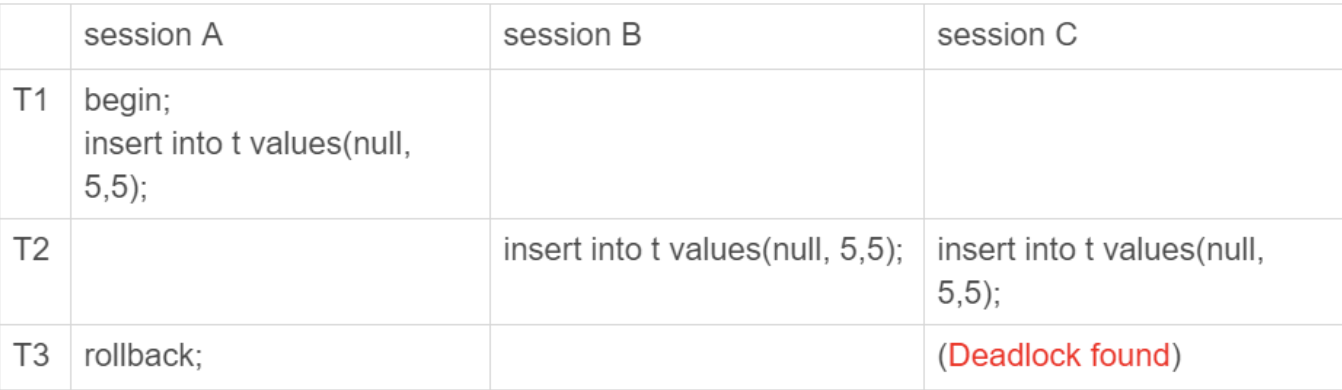 session A session B session C
T1 begin;
insert into t values(null,
5,5);
T2 insert into t values(null, 5,5); insert into t values(null,
5,5);
T3 rollback; (Deadlock found)